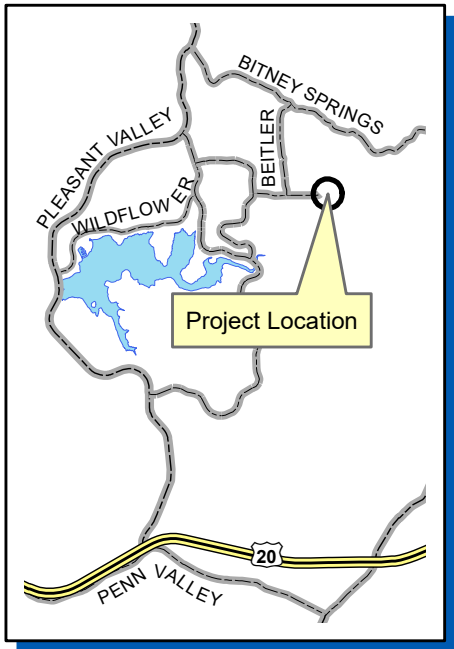 BITNEY SPRINGS
PLEASANT VALLEY
BEITLER
WILDFLOWER
Project Location
20
PENN VALLEY